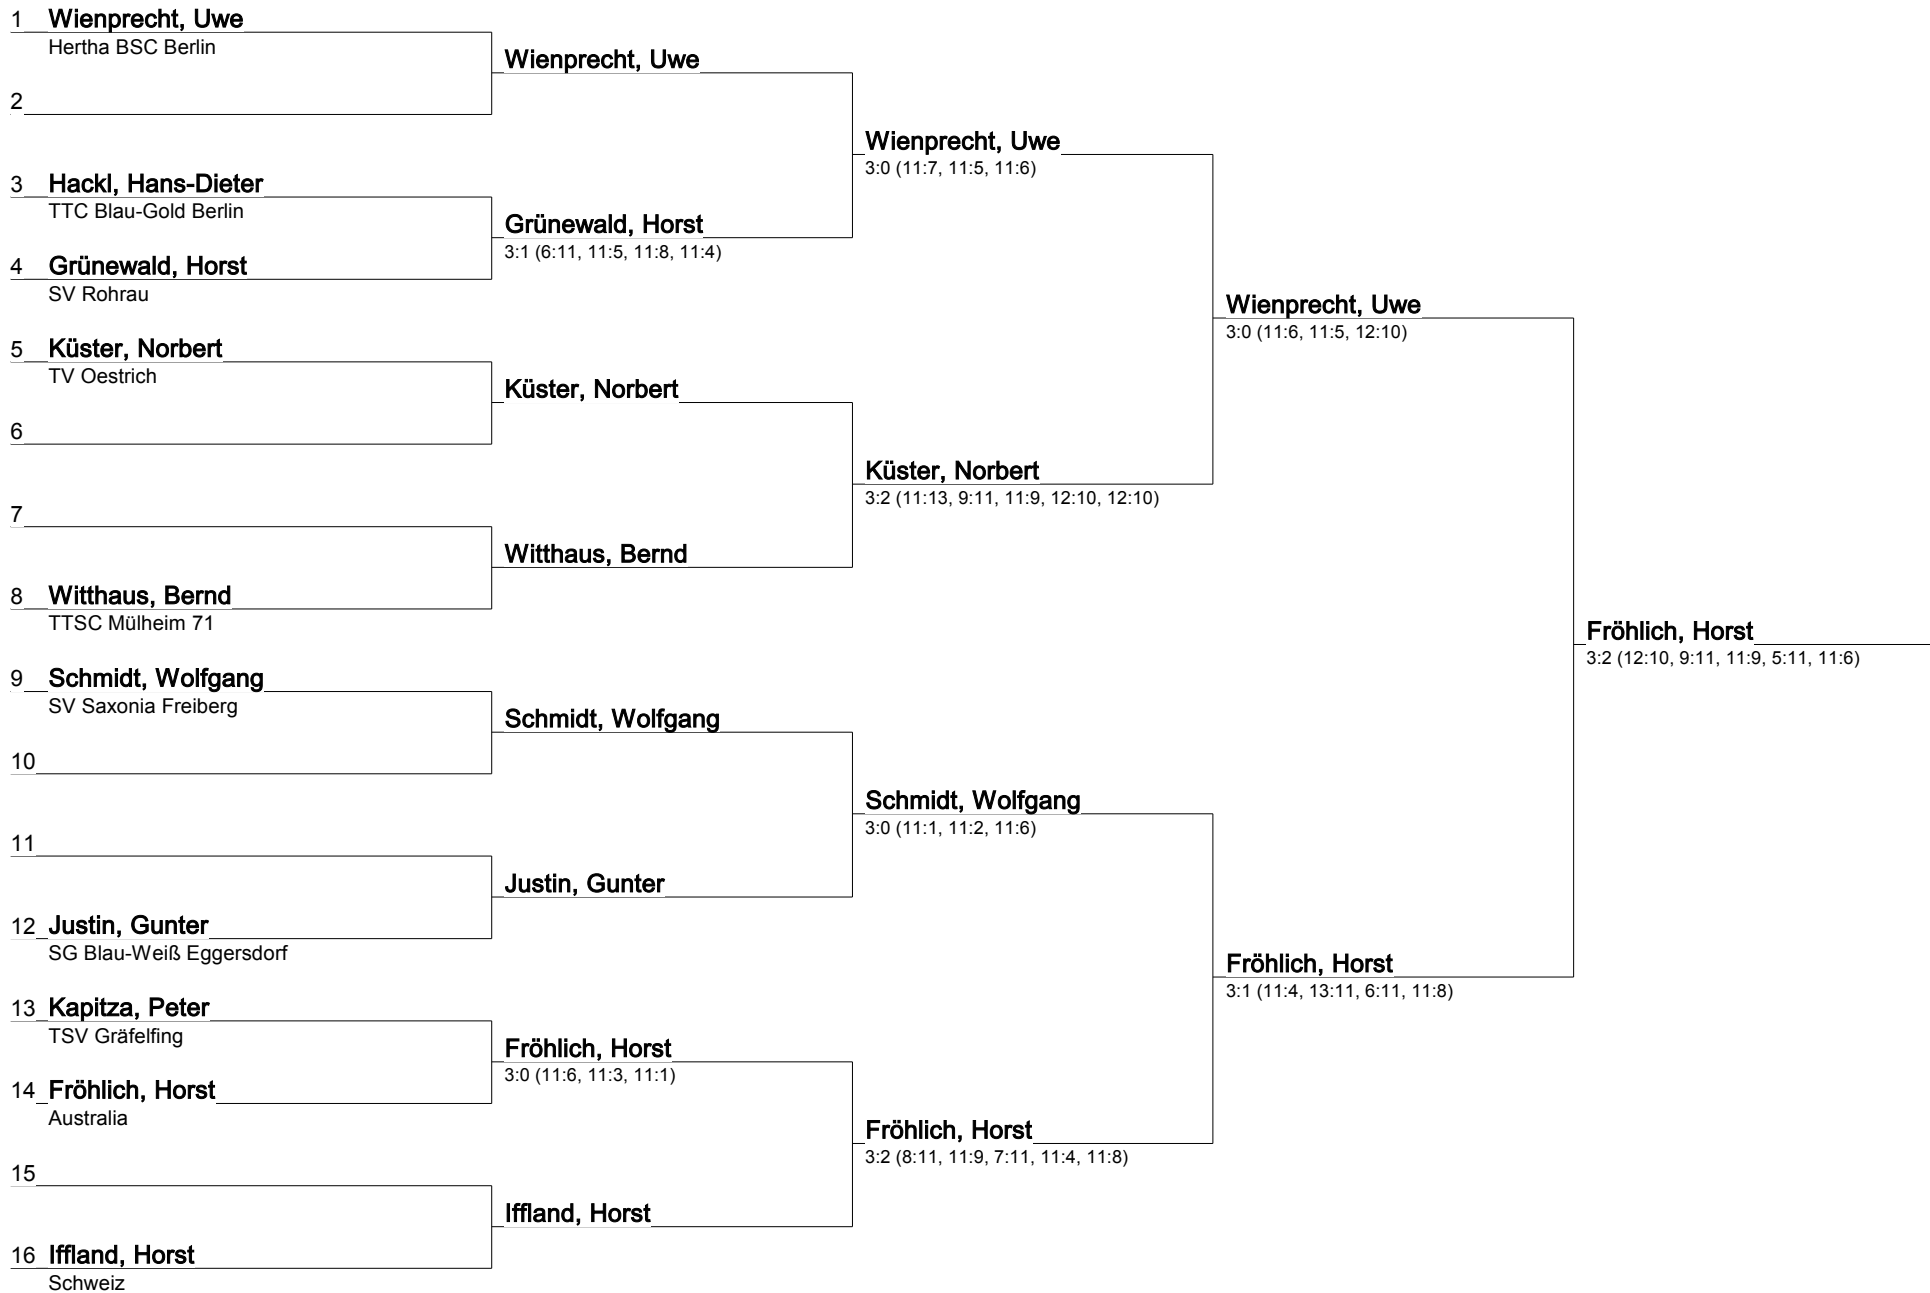 1 Wienprecht, Uwe
Hertha BSC Berlin
2
3 Hackl, Hans-Dieter
TTC Blau-Gold Berlin
4 Grünewald, Horst
SV Rohrau
5 Küster, Norbert
TV Oestrich
6
7
8 Witthaus, Bernd
TTSC Mülheim 71
9 Schmidt, Wolfgang
SV Saxonia Freiberg
10
11
12 Justin, Gunter
SG Blau-Weiß Eggersdorf
13 Kapitza, Peter
TSV Gräfelfing
14 Fröhlich, Horst
Australia
15
16 Iffland, Horst
Schweiz
Wienprecht, Uwe
Grünewald, Horst
3:1 (6:11, 11:5, 11:8, 11:4)
Küster, Norbert
Witthaus, Bernd
Schmidt, Wolfgang
Justin, Gunter
Fröhlich, Horst
3:0 (11:6, 11:3, 11:1)
Iffland, Horst
Wienprecht, Uwe
3:0 (11:7, 11:5, 11:6)
Küster, Norbert
3:2 (11:13, 9:11, 11:9, 12:10, 12:10)
Schmidt, Wolfgang
3:0 (11:1, 11:2, 11:6)
Fröhlich, Horst
3:2 (8:11, 11:9, 7:11, 11:4, 11:8)
Wienprecht, Uwe
3:0 (11:6, 11:5, 12:10)
Fröhlich, Horst
3:1 (11:4, 13:11, 6:11, 11:8)
Fröhlich, Horst
3:2 (12:10, 9:11, 11:9, 5:11, 11:6)